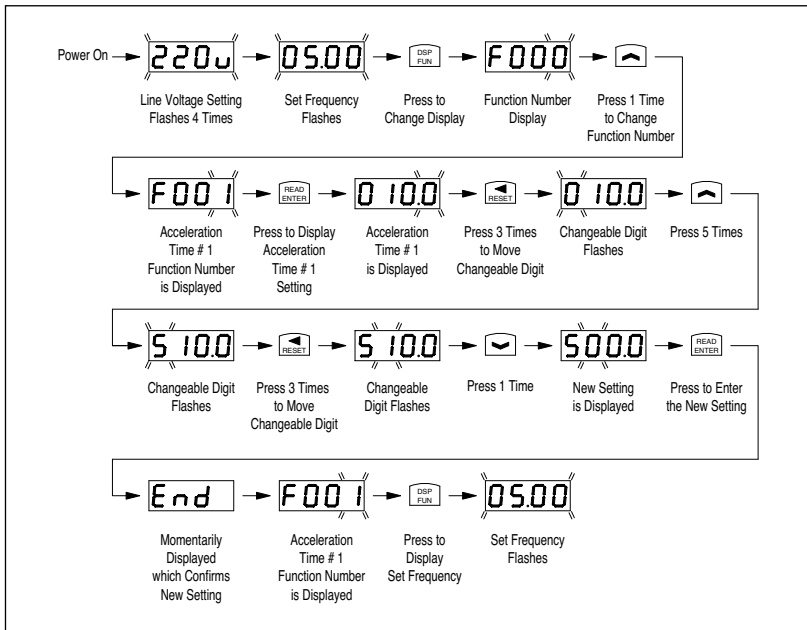 Power On
220u
05.00
DSP
FUN
F000
Line Voltage Setting
Flashes 4 Times
Set Frequency
Flashes
Press to
Change Display
Function Number
Display
Press 1 Time
to Change
Function Number
F001
READ
ENTER
010.0
RESET
010.0
Acceleration
Time # 1
Function Number
is Displayed
Press to Display
Acceleration
Time # 1
Setting
Acceleration
Time # 1
is Displayed
Press 3 Times
to Move
Changeable Digit
Changeable Digit
Flashes
Press 5 Times
510.0
RESET
510.0
500.0
READ
ENTER
Changeable Digit
Flashes
Press 3 Times
to Move
Changeable Digit
Changeable
Digit Flashes
Press 1 Time
New Setting
is Displayed
Press to Enter
the New Setting
End
F001
DSP
FUN
05.00
Momentarily
Displayed
which Confirms
New Setting
Acceleration
Time # 1
Function Number
is Displayed
Press to
Display
Set Frequency
Set Frequency
Flashes